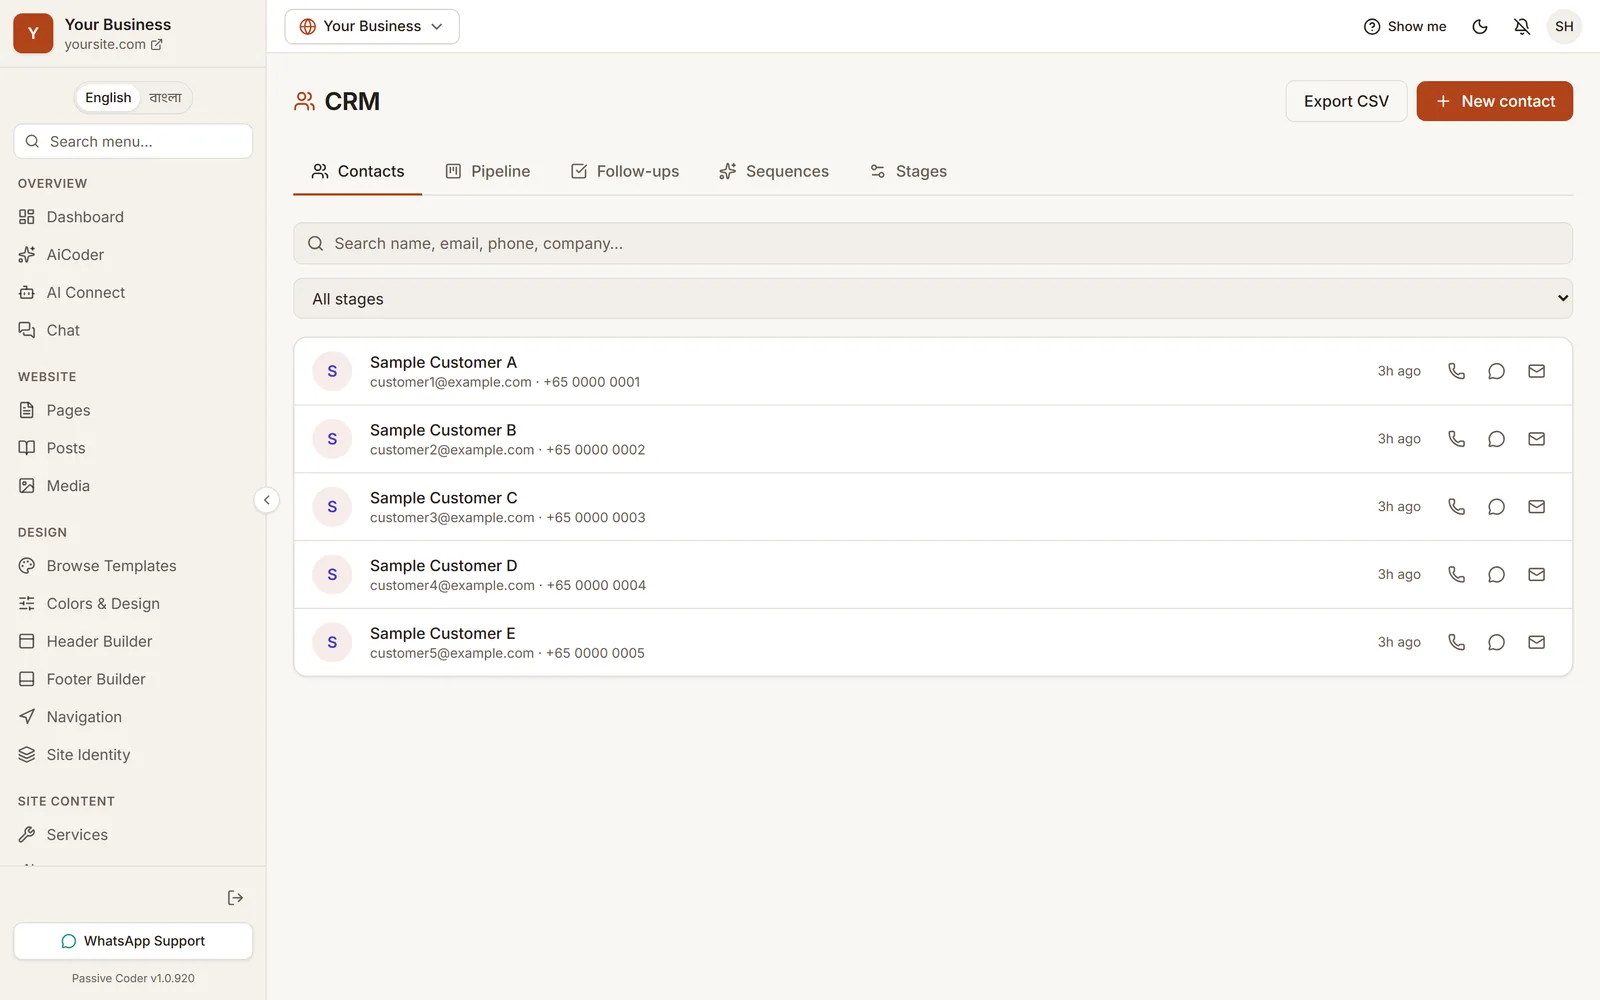 Y
Your Business
yoursite.com
English
বাংলা
Search menu...
OVERVIEW
Dashboard
AiCoder
AI Connect
Chat
WEBSITE
Pages
Posts
Media
DESIGN
Browse Templates
Colors & Design
Header Builder
Footer Builder
Navigation
Site Identity
SITE CONTENT
Services
WhatsApp Support
Passive Coder v1.0.920
Your Business
Show me
SH
CRM
Export CSV
New contact
Contacts
Pipeline
Follow-ups
Sequences
Stages
Search name, email, phone, company...
All stages
S
Sample Customer A
customer1@example.com · +65 0000 0001
3h ago
S
Sample Customer B
customer2@example.com · +65 0000 0002
3h ago
S
Sample Customer C
customer3@example.com · +65 0000 0003
3h ago
S
Sample Customer D
customer4@example.com · +65 0000 0004
3h ago
S
Sample Customer E
customer5@example.com · +65 0000 0005
3h ago